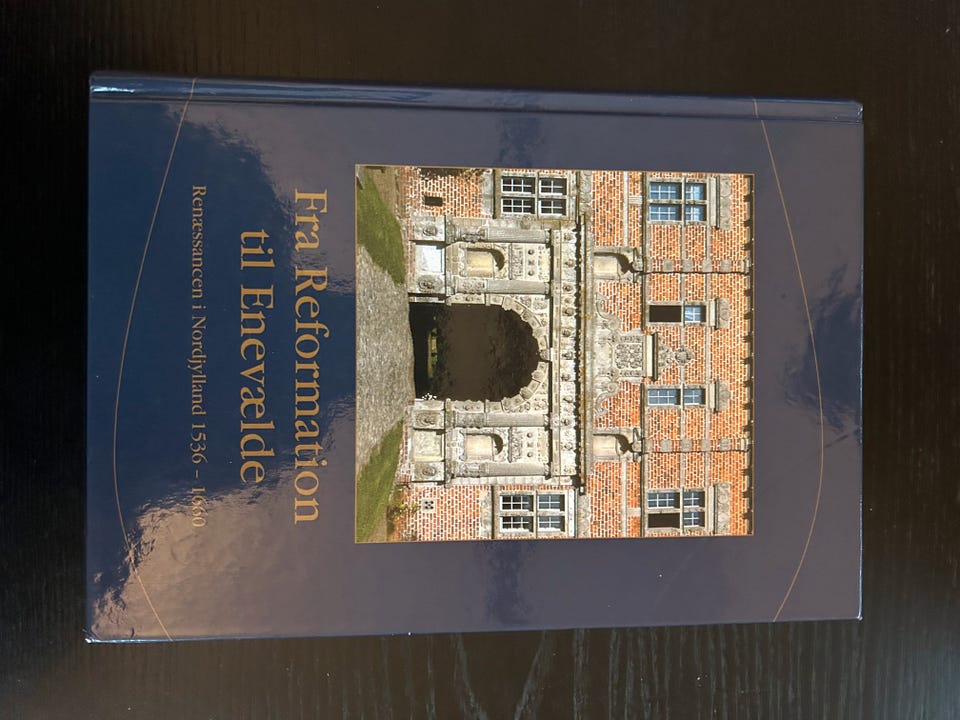 Fra Reformation
til Enevælde
Renæssancen i Nordjylland 1536 – 1660